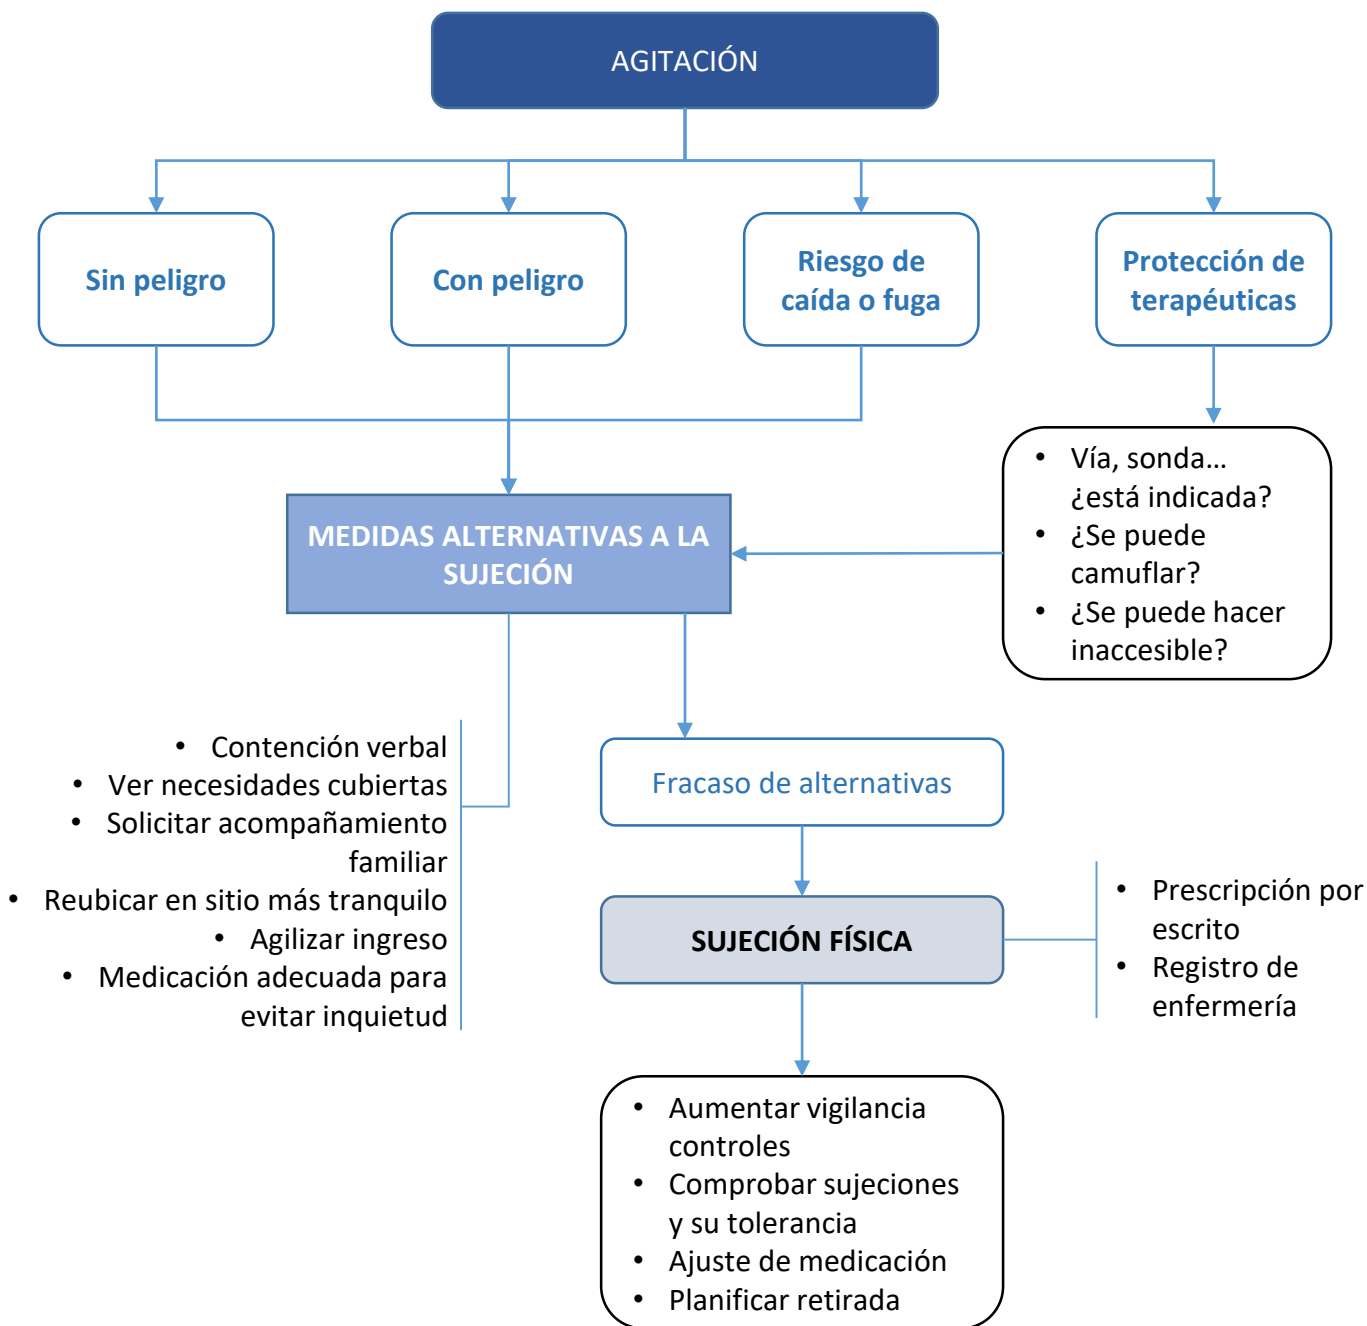 AGITACIÓN
Sin peligro
Con peligro
Riesgo de
caída o fuga
Protección de
terapéuticas
• Vía, sonda…
¿está indicada?
• ¿Se puede
camuflar?
• ¿Se puede hacer
inaccesible?
MEDIDAS ALTERNATIVAS A LA
SUJECIÓN
• Contención verbal
• Ver necesidades cubiertas
• Solicitar acompañamiento
familiar
• Reubicar en sitio más tranquilo
• Agilizar ingreso
• Medicación adecuada para
evitar inquietud
Fracaso de alternativas
SUJECIÓN FÍSICA
• Prescripción por
escrito
• Registro de
enfermería
• Aumentar vigilancia
controles
• Comprobar sujeciones
y su tolerancia
• Ajuste de medicación
• Planificar retirada